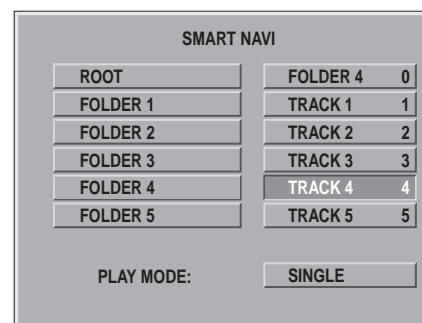 SMART NAVI
ROOT
FOLDER 1
FOLDER 2
FOLDER 3
FOLDER 4
FOLDER 5
FOLDER 4 0
TRACK 1 1
TRACK 2 2
TRACK 3 3
TRACK 4 4
TRACK 5 5
PLAY MODE: SINGLE